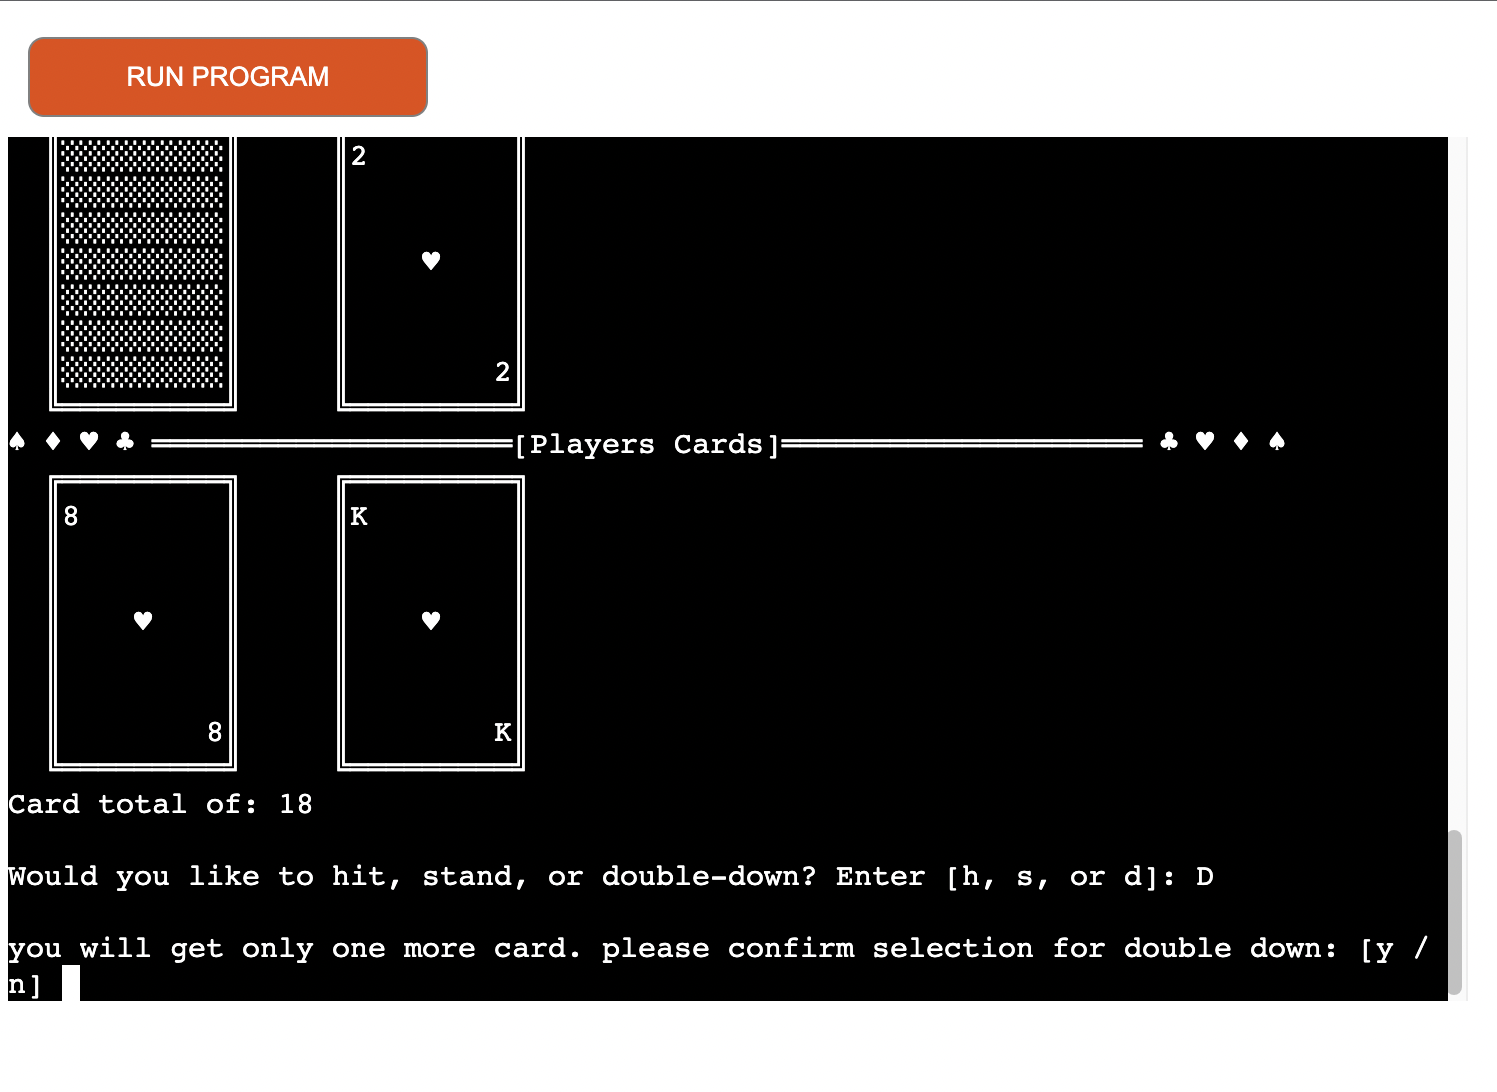 RUN PROGRAM
2
♥
2
♠ ♦ ♥ ♣ ════════════════════[Players Cards]════════════════════ ♣ ♥ ♦ ♠
8 K
♥ ♥
8 K
Card total of: 18
Would you like to hit, stand, or double-down? Enter [h, s, or d]: D
you will get only one more card. please confirm selection for double down: [y /
n]